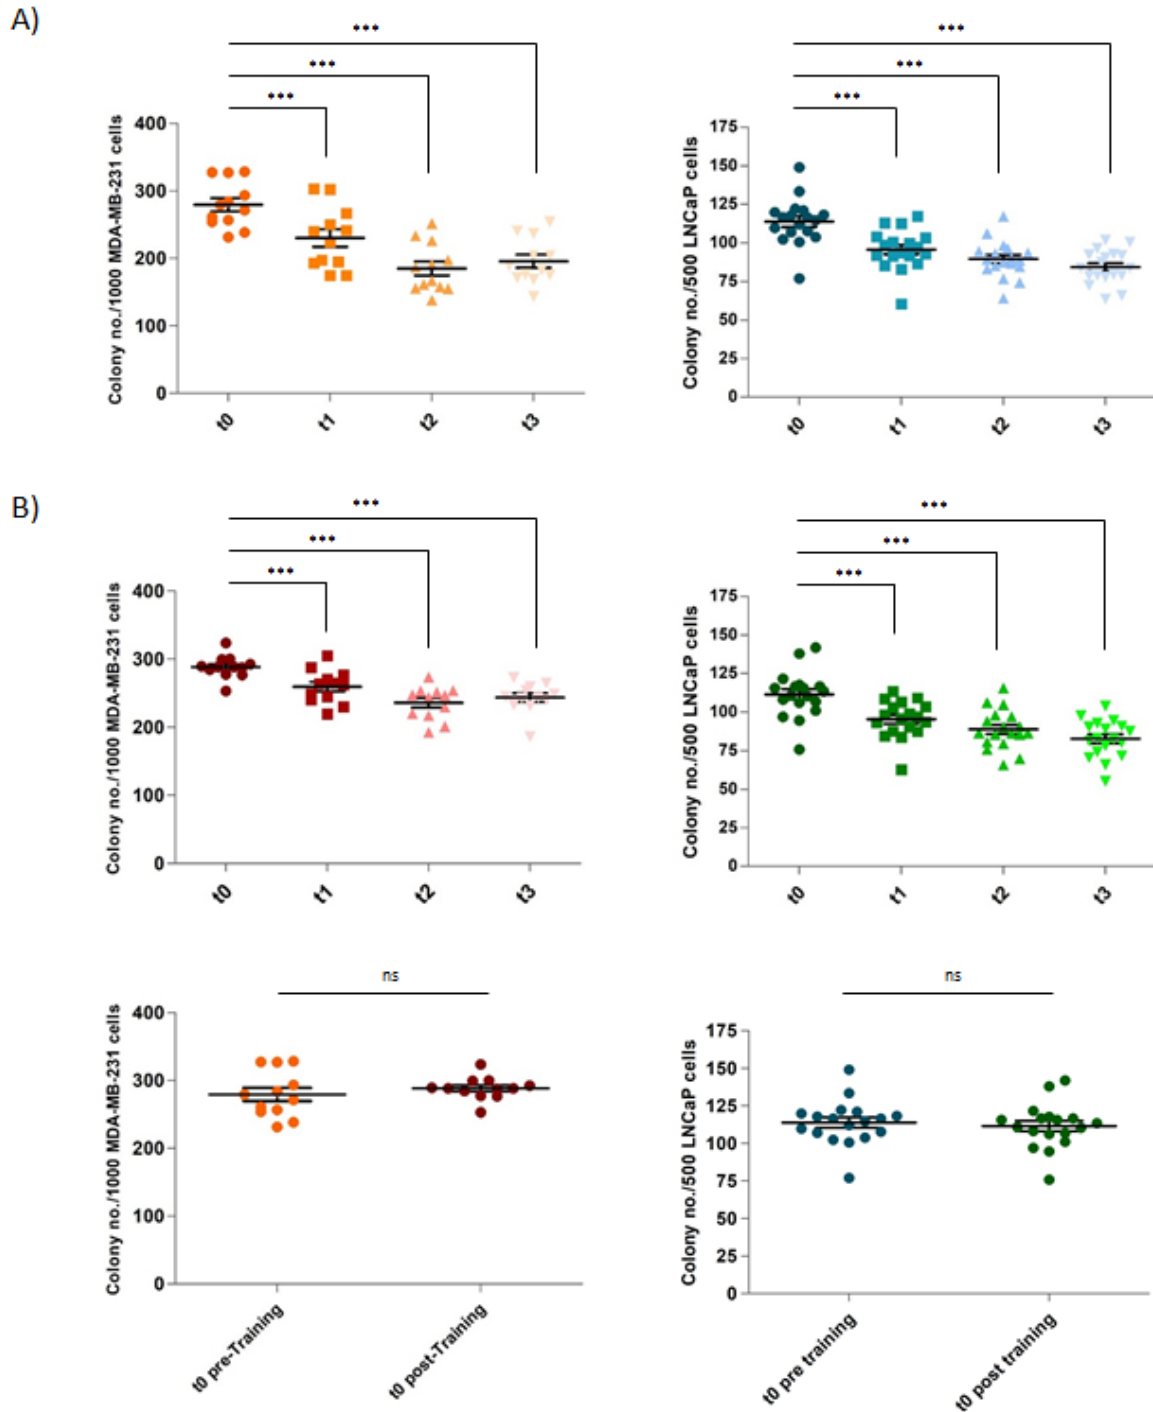 A)
***
***
***
400
300
200
100
0
Colony no./1000 MDA-MB-231 cells
t0
t1
t2
t3
***
***
***
175
150
125
100
75
50
25
0
Colony no./500 LNCaP cells
t0
t1
t2
t3
B)
***
***
***
400
300
200
100
0
Colony no./1000 MDA-MB-231 cells
t0
t1
t2
t3
***
***
***
175
150
125
100
75
50
25
0
Colony no./500 LNCaP cells
t0
t1
t2
t3
ns
400
300
200
100
0
Colony no./1000 MDA-MB-231 cells
t0 pre-Training
t0 post-Training
ns
175
150
125
100
75
50
25
0
Colony no./500 LNCaP cells
t0 pre training
t0 post training